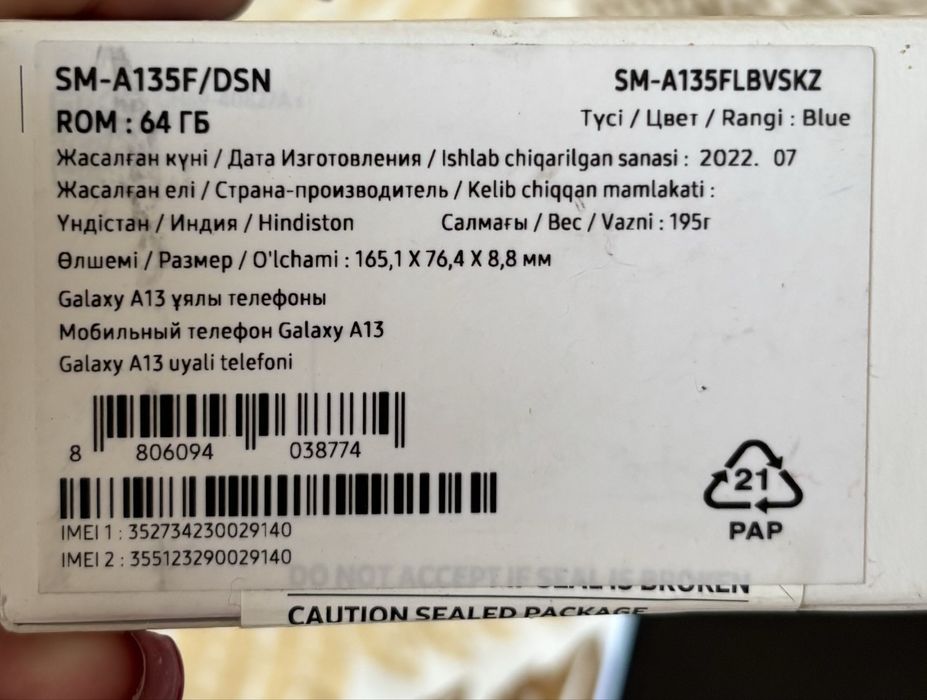 SM-A135F/DSN SM-A135FLBVSKZ
ROM : 64 ГБ Түсі / Цвет / Rangi : Blue
Жасалған күні / Дата Изготовления / Ishlab chiqarilgan sanasi : 2022. 07
Жасалған елі / Страна-производитель / Kelib chiqqan mamlakati :
Үндістан / Индия / Hindiston Салмағы / Вес / Vazni : 195г
Өлшемі / Размер / O'lchami : 165,1 X 76,4 X 8,8 мм
Galaxy A13 ұялы телефоны
Мобильный телефон Galaxy A13
Galaxy A13 uyali telefoni
8 806094 038774
IMEI 1 : 352734230029140
IMEI 2 : 355123290029140
21
PAP
DO NOT ACCEPT IF SEAL IS BROKEN
CAUTION SEALED PACKAGE